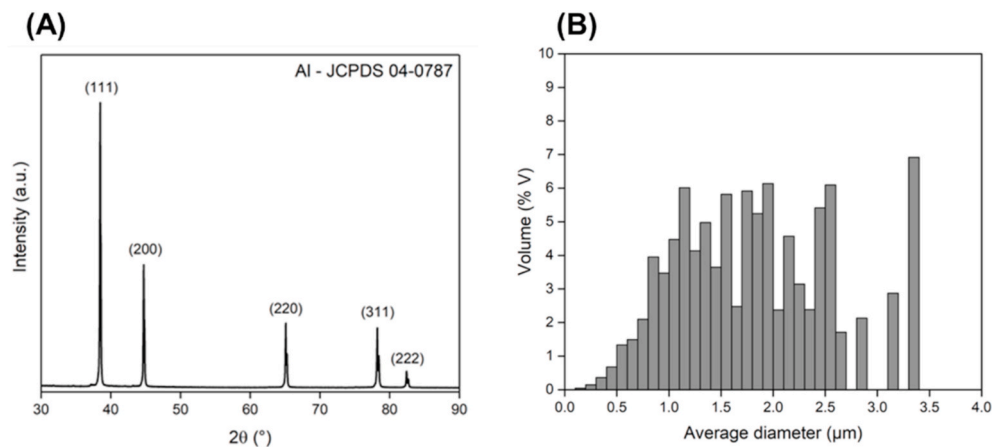 (A)
Al - JCPDS 04-0787
(111)
(200)
(220)
(311)
(222)
Intensity (a.u.)
30 40 50 60 70 80 90
2θ (°)
(B)
10
9
8
7
6
5
4
3
2
1
0
Volume (% V)
0.0 0.5 1.0 1.5 2.0 2.5 3.0 3.5 4.0
Average diameter (μm)